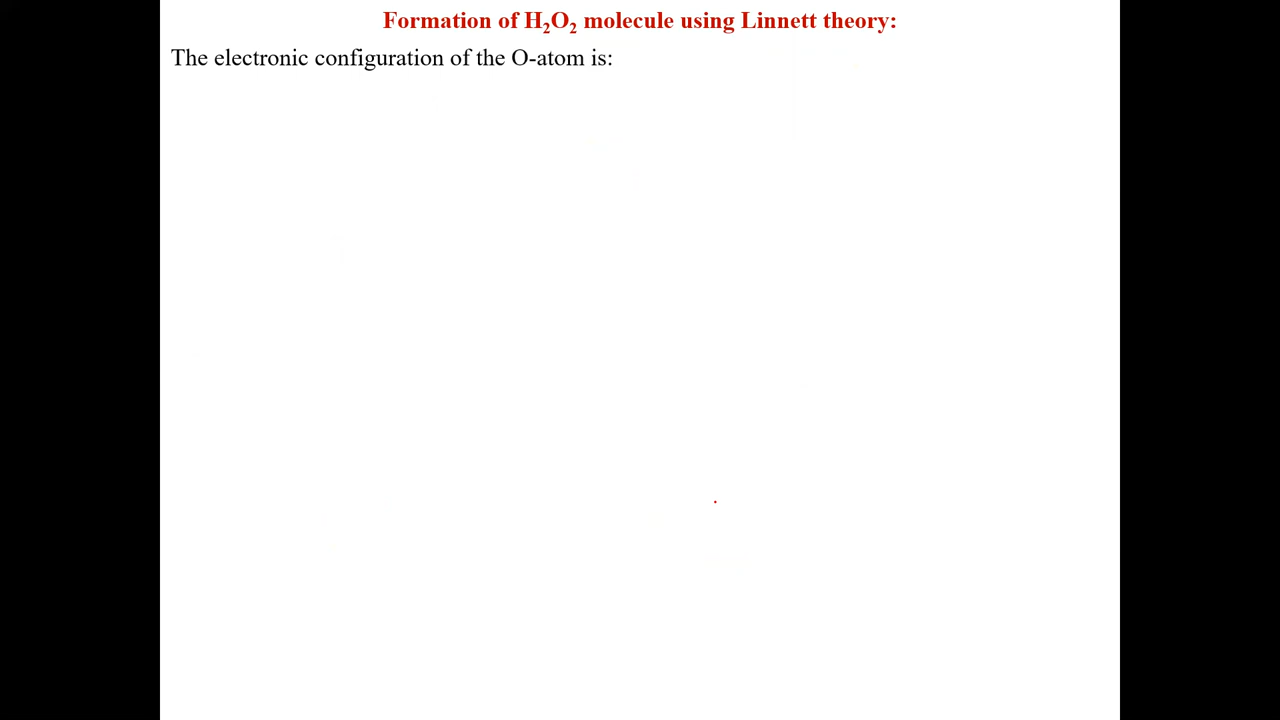 Formation of H₂O₂ molecule using Linnett theory:
The electronic configuration of the O-atom is: